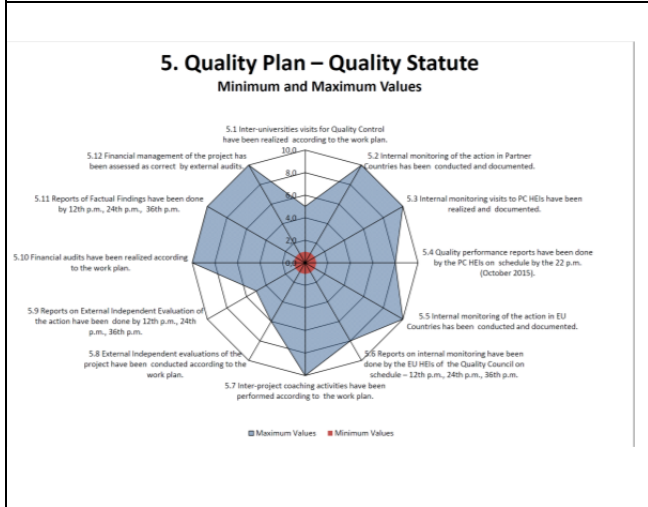 5. Quality Plan – Quality Statute
Minimum and Maximum Values
5.1 Inter-universities visits for Quality Control
have been realized according to the work plan.
10,0
8,0
6,0
4,0
2,0
0,0
5.2 Internal monitoring of the action in Partner
Countries has been conducted and documented.
5.3 Internal monitoring visits to PC HEIs have been
realized and documented.
5.4 Quality performance reports have been done
by the PC HEIs on schedule by the 22 p.m.
(October 2015).
5.5 Internal monitoring of the action in EU
Countries has been conducted and documented.
5.6 Reports on internal monitoring have been
done by the EU HEIs of the Quality Council on
schedule – 12th p.m., 24th p.m., 36th p.m.
5.7 Inter-project coaching activities have been
performed according to the work plan.
5.8 External Independent evaluations of the
project have been conducted according to the
work plan.
5.9 Reports on External Independent Evaluation of
the action have been done by 12th p.m., 24th
p.m., 36th p.m.
5.10 Financial audits have been realized according
to the work plan.
5.11 Reports of Factual Findings have been done
by 12th p.m., 24th p.m., 36th p.m.
5.12 Financial management of the project has
been assessed as correct by external audits.
Maximum Values
Minimum Values